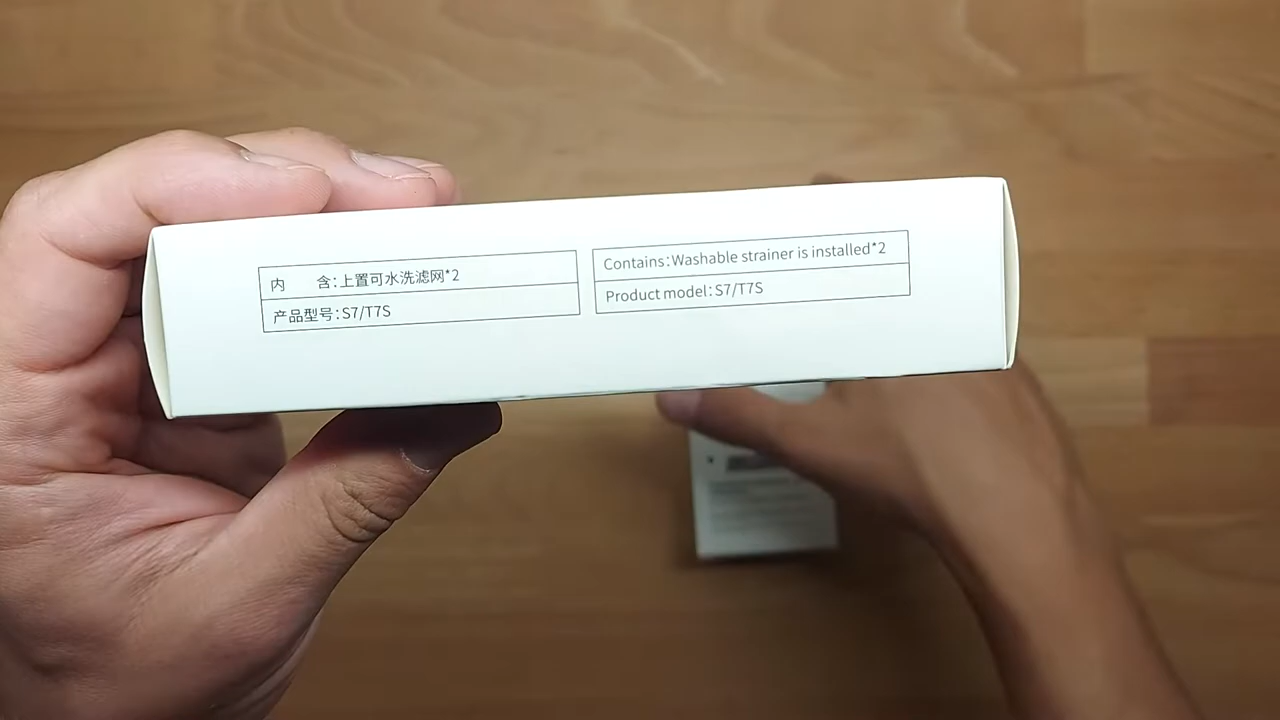 内 含:上置可水洗滤网*2
产品型号:S7/T7S
Contains:Washable strainer is installed*2
Product model:S7/T7S